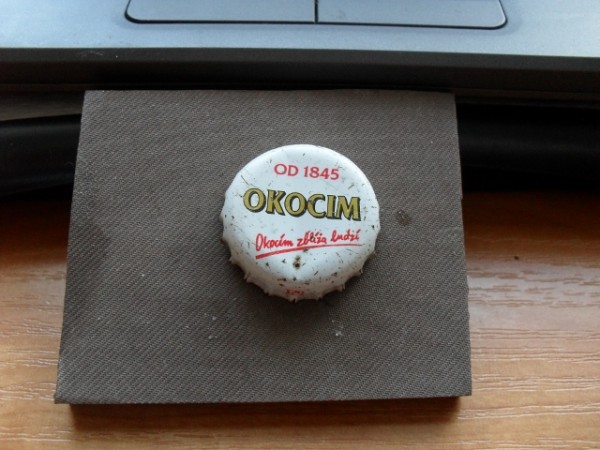 OD 1845
OKOCIM
Okocim zbliża ludzi